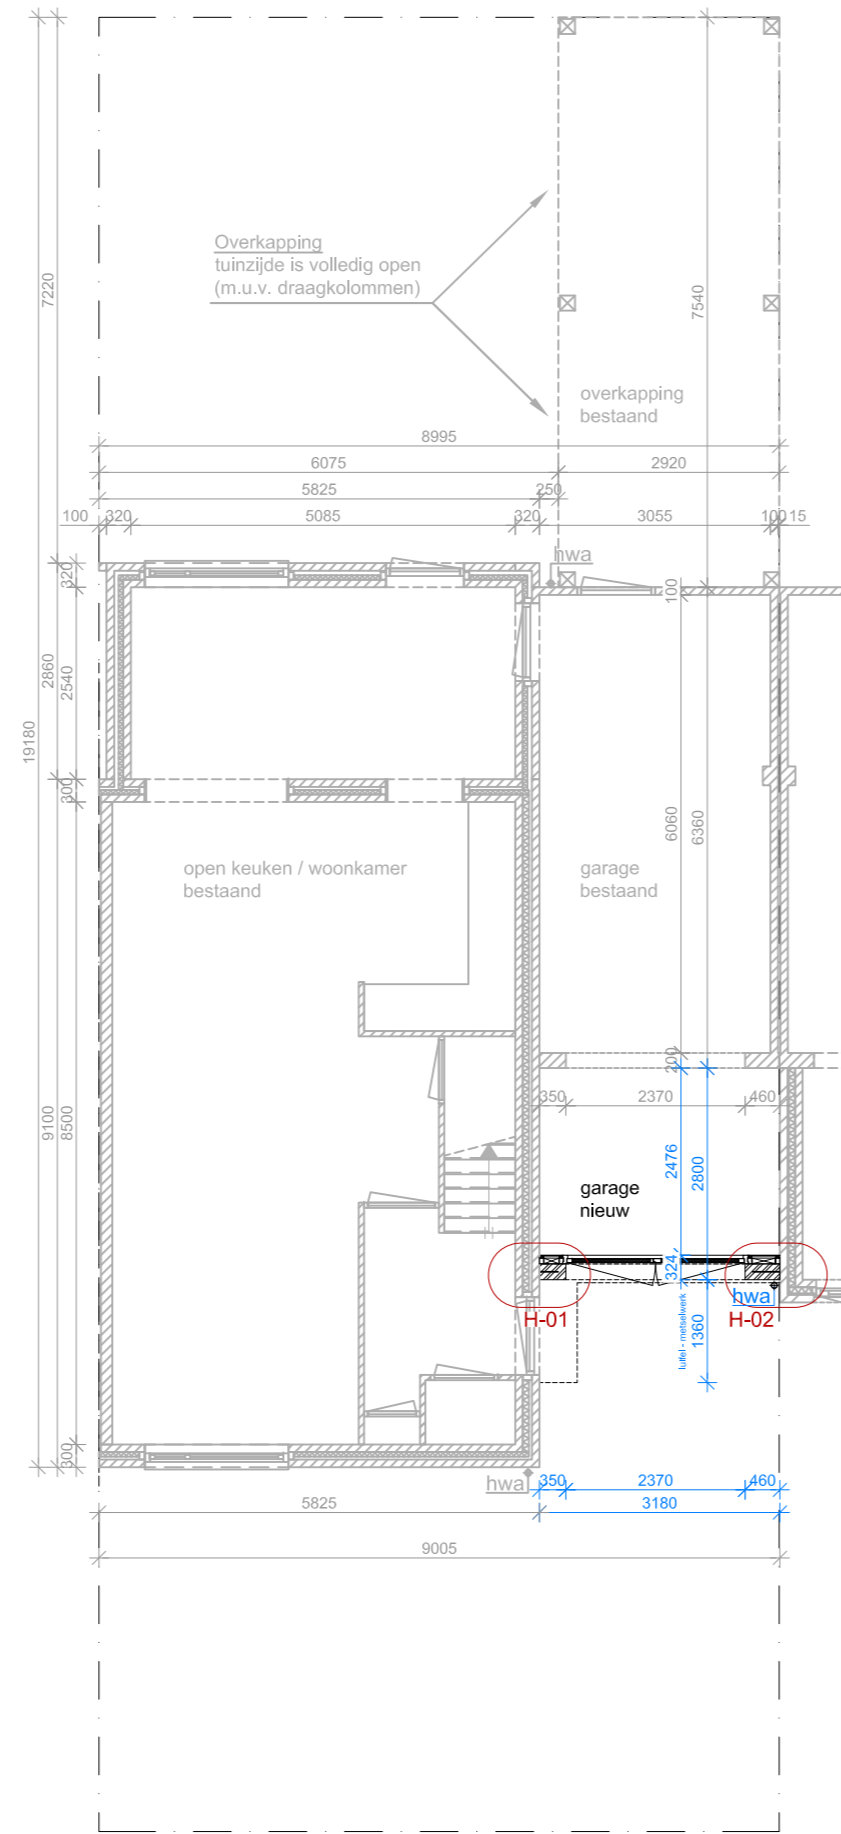 Overkapping
tuinzijde is volledig open
(m.u.v. draagkolommen)
7220
7540
overkapping
bestaand
8995
6075
2920
5825
250
100
320
5085
320
3055
100
15
hwa
320
100
2860
2540
19180
300
6060
6360
open keuken / woonkamer
bestaand
garage
bestaand
200
350
2370
460
9100
8500
2476
2800
garage
nieuw
324
hwa
H-01
H-02
luifel - metselwerk
1360
300
hwa
350
2370
460
5825
3180
9005